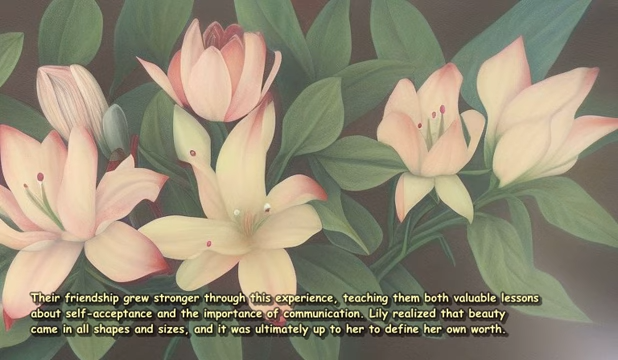 Their friendship grew stronger through this experience, teaching them both valuable lessons
about self-acceptance and the importance of communication. Lily realized that beauty
came in all shapes and sizes, and it was ultimately up to her to define her own worth.